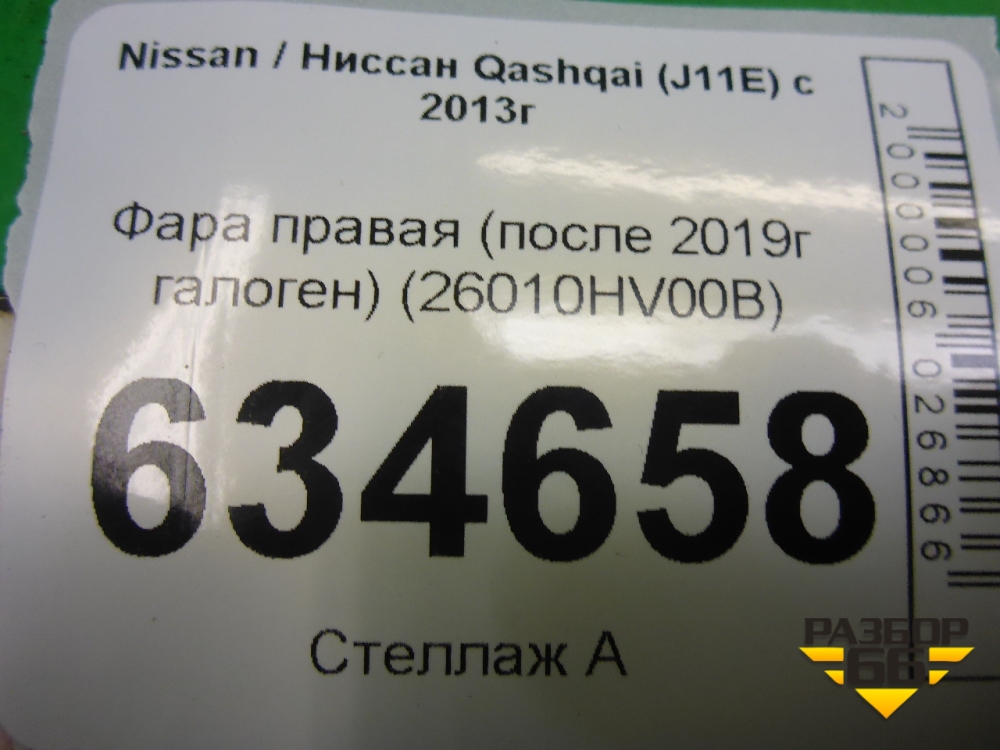 Nissan / Ниссан Qashqai (J11E) с
2013г
Фара правая (после 2019г
галоген) (26010HV00B)
634658
Стеллаж А
2000006026866
РАЗБОР
66